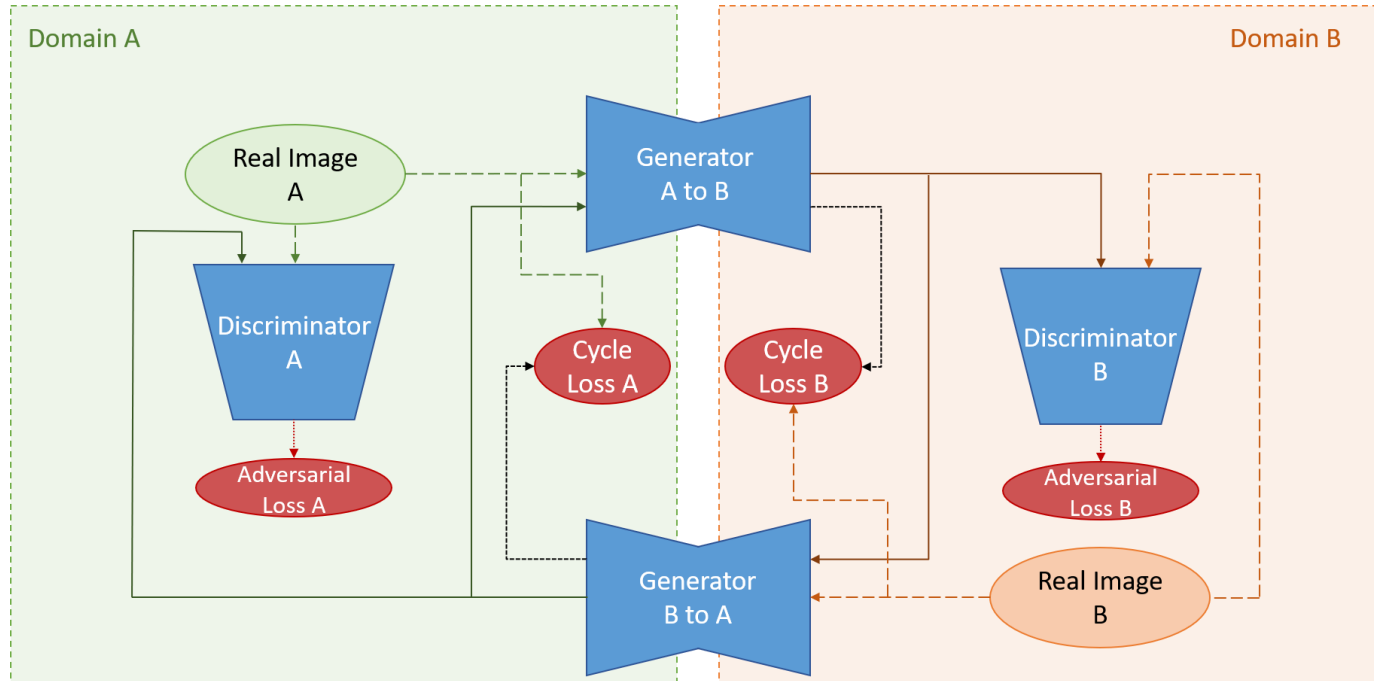 Domain A
Domain B
Real Image
A
Generator
A to B
Discriminator
A
Cycle
Loss A
Cycle
Loss B
Discriminator
B
Adversarial
Loss A
Adversarial
Loss B
Generator
B to A
Real Image
B